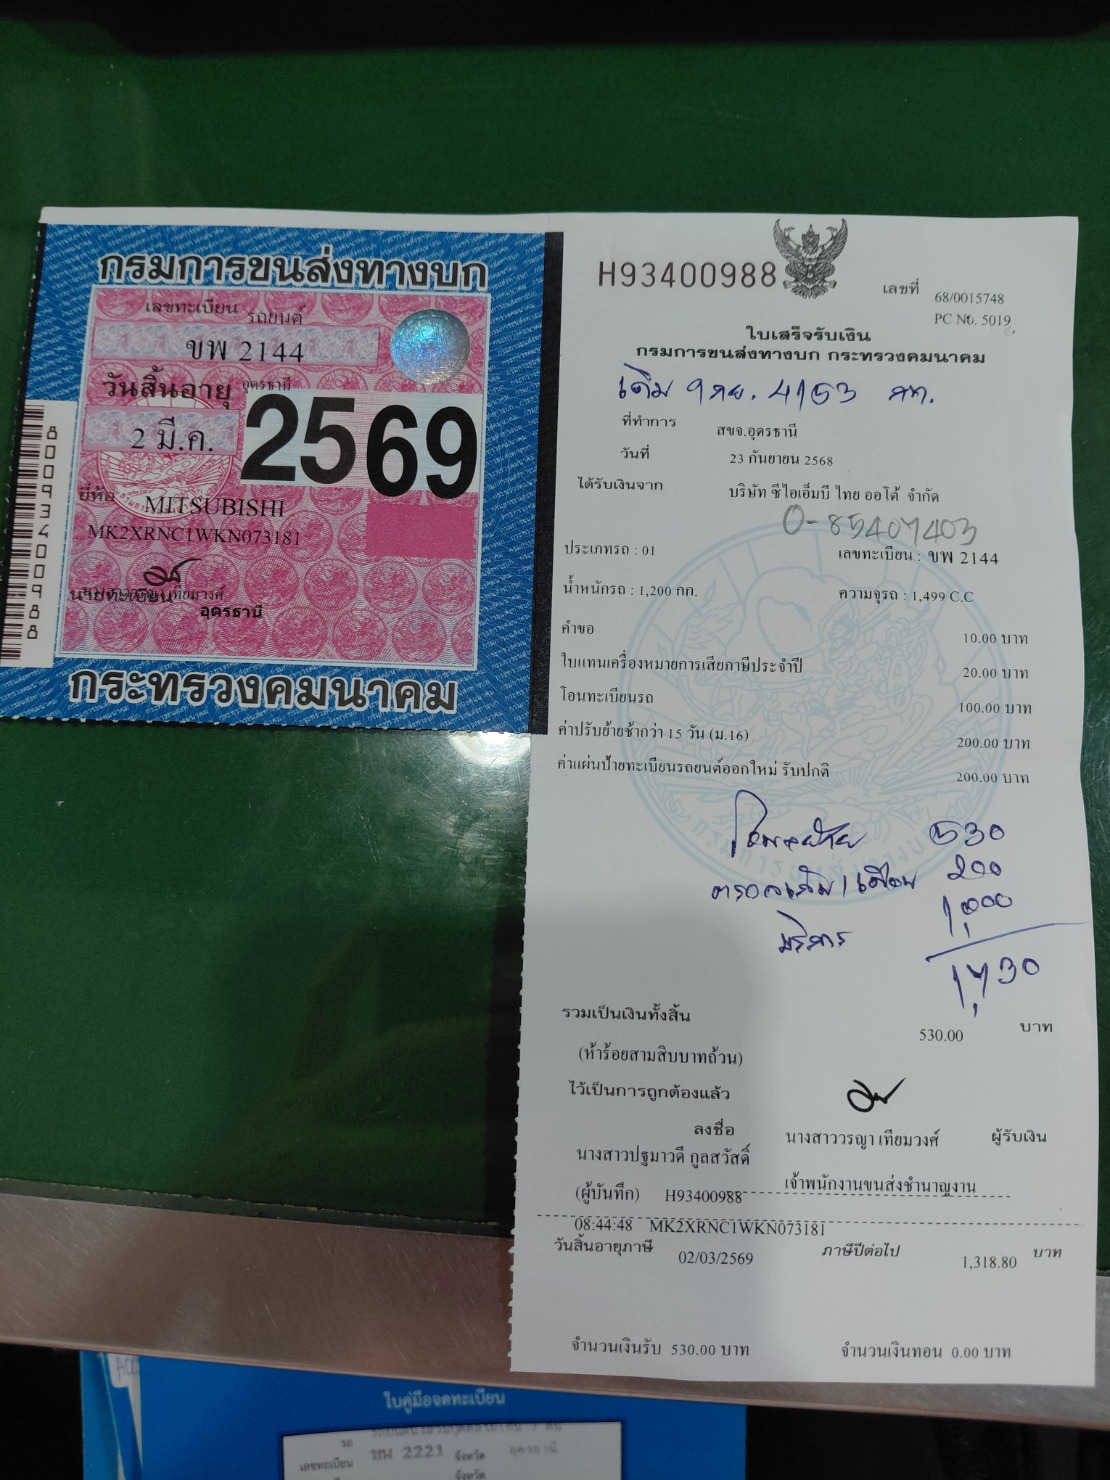 กรมการขนส่งทางบก
เลขทะเบียน รถยนต์
ขพ 2144
วันสิ้นอายุ อุดรธานี
2 มี.ค. 2569
ยี่ห้อ MITSUBISHI
MK2XRNC1WKN073181
นายทะเบียน
อุดรธานี
กระทรวงคมนาคม
80093400988
H93400988
เลขที่ 68/0015748
PC No. 5019
ใบเสร็จรับเงิน
กรมการขนส่งทางบก กระทรวงคมนาคม
เดิม 9 กย. 4153 กท.
ที่ทำการ สขจ.อุดรธานี
วันที่ 23 กันยายน 2568
ได้รับเงินจาก บริษัท ซีไอเอ็มบี ไทย ออโต้ จำกัด
0-85407403
ประเภทรถ : 01 เลขทะเบียน : ขพ 2144
น้ำหนักรถ : 1,200 กก. ความจุรถ : 1,499 C.C
คำขอ 10.00 บาท
ใบแทนเครื่องหมายการเสียภาษีประจำปี 20.00 บาท
โอนทะเบียนรถ 100.00 บาท
ค่าปรับย้ายช้ากว่า 15 วัน (ม.16) 200.00 บาท
ค่าแผ่นป้ายทะเบียนรถยนต์ออกใหม่ รับปกติ 200.00 บาท
530
200
บริการ 1,000
1,730
รวมเป็นเงินทั้งสิ้น 530.00 บาท
(ห้าร้อยสามสิบบาทถ้วน)
ไว้เป็นการถูกต้องแล้ว
ลงชื่อ นางสาววรญา เทียมวงศ์ ผู้รับเงิน
นางสาวปฐมาวดี กูลสวัสดิ์
(ผู้บันทึก) H93400988 เจ้าพนักงานขนส่งชำนาญงาน
08:44:48 MK2XRNC1WKN073181
วันสิ้นอายุภาษี 02/03/2569 ภาษีปีต่อไป 1,318.80 บาท
จำนวนเงินรับ 530.00 บาท จำนวนเงินทอน 0.00 บาท
ใบคู่มือจดทะเบียน
รถ
เลขทะเบียน ขพ 2221 จังหวัด อุดรธานี
จังหวัด